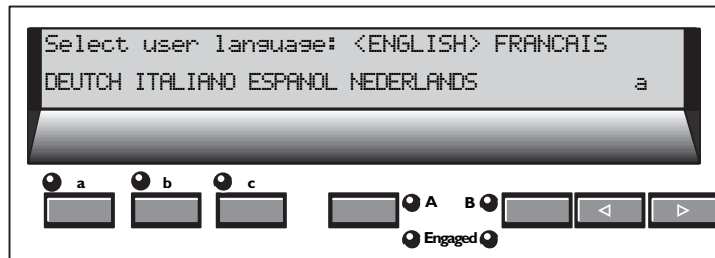 Select user language: <ENGLISH> FRANCAIS
DEUTCH ITALIANO ESPANOL NEDERLANDS a
a b c
A B
Engaged